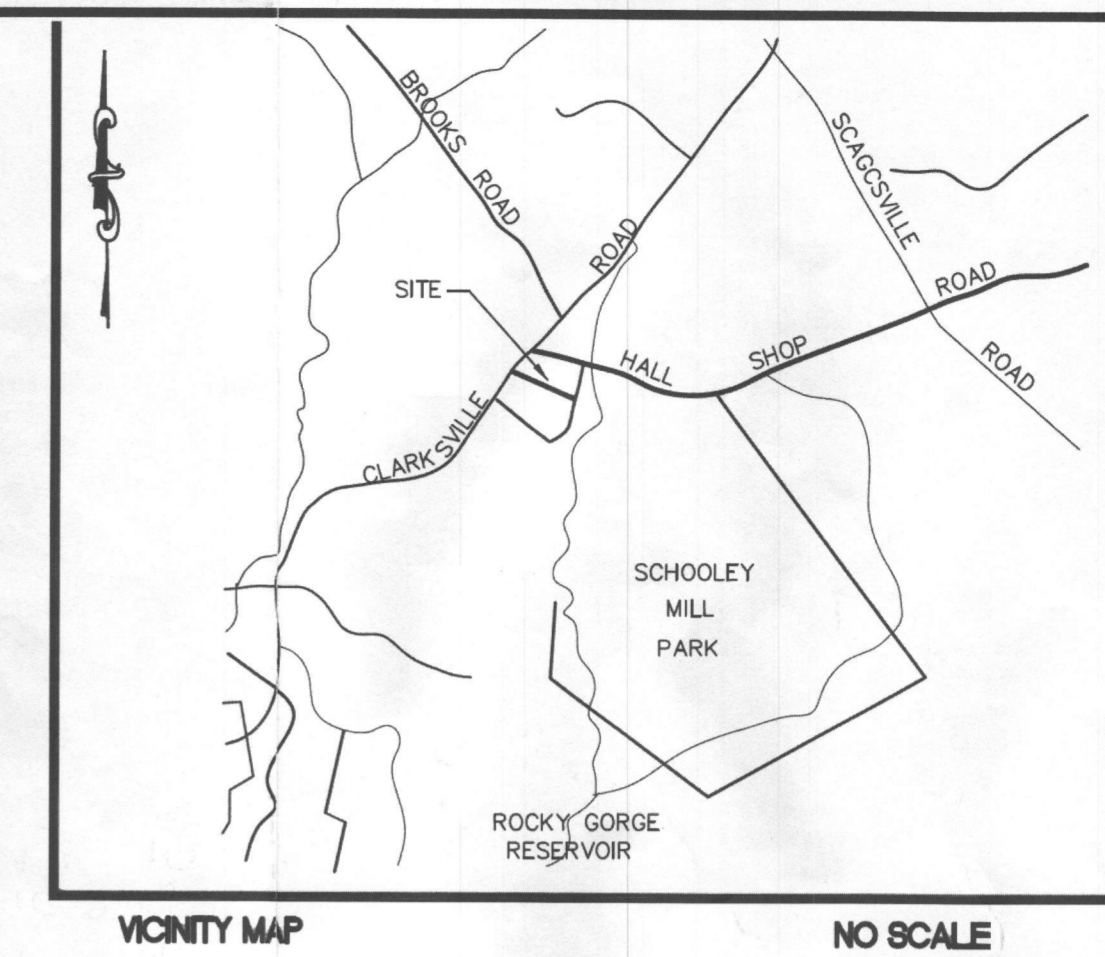 BROOKS ROAD
SCAGCSVILLE ROAD
CLARKSVILLE ROAD
SITE
HALL SHOP ROAD
SCHOOLEY
MILL
PARK
ROCKY GORGE
RESERVOIR
VICINITY MAP
NO SCALE